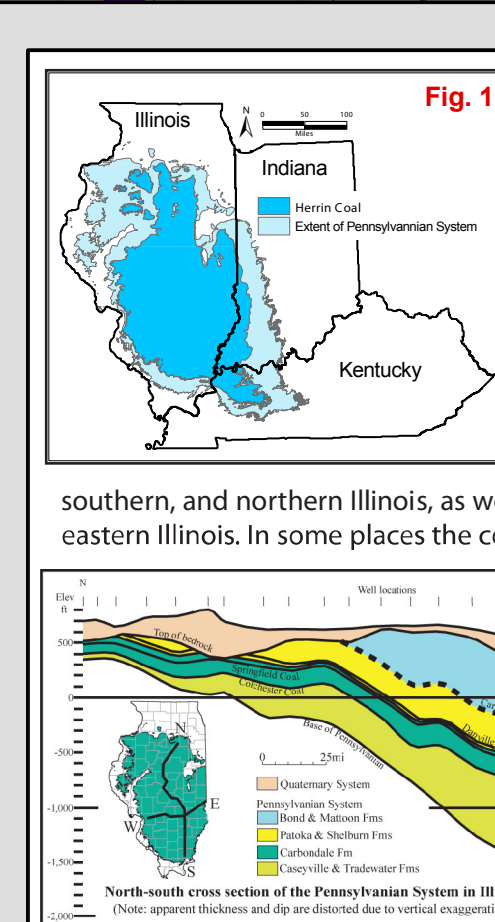 Fig. 1
Illinois
N
0 50 100
Miles
Indiana
Herrin Coal
Extent of Pennsylvannian System
Kentucky
southern, and northern Illinois, as
eastern Illinois. In some places the
N
Elev
ft
Well locations
500
Top of bedrock
Springfield Coal
Colchester Coal
0
Base of Pennsylvanian
Danville
-500
N
E
W
S
0 25mi
Quaternary System
Pennsylvanian System
Bond & Mattoon Fms
-1,000
Patoka & Shelburn Fms
Carbondale Fm
-1,500
Caseyville & Tradewater Fms
North-south cross section of the Pennsylvanian System in Ill
(Note: apparent thickness and dip are distorted due to vertical exaggerati
-2,000